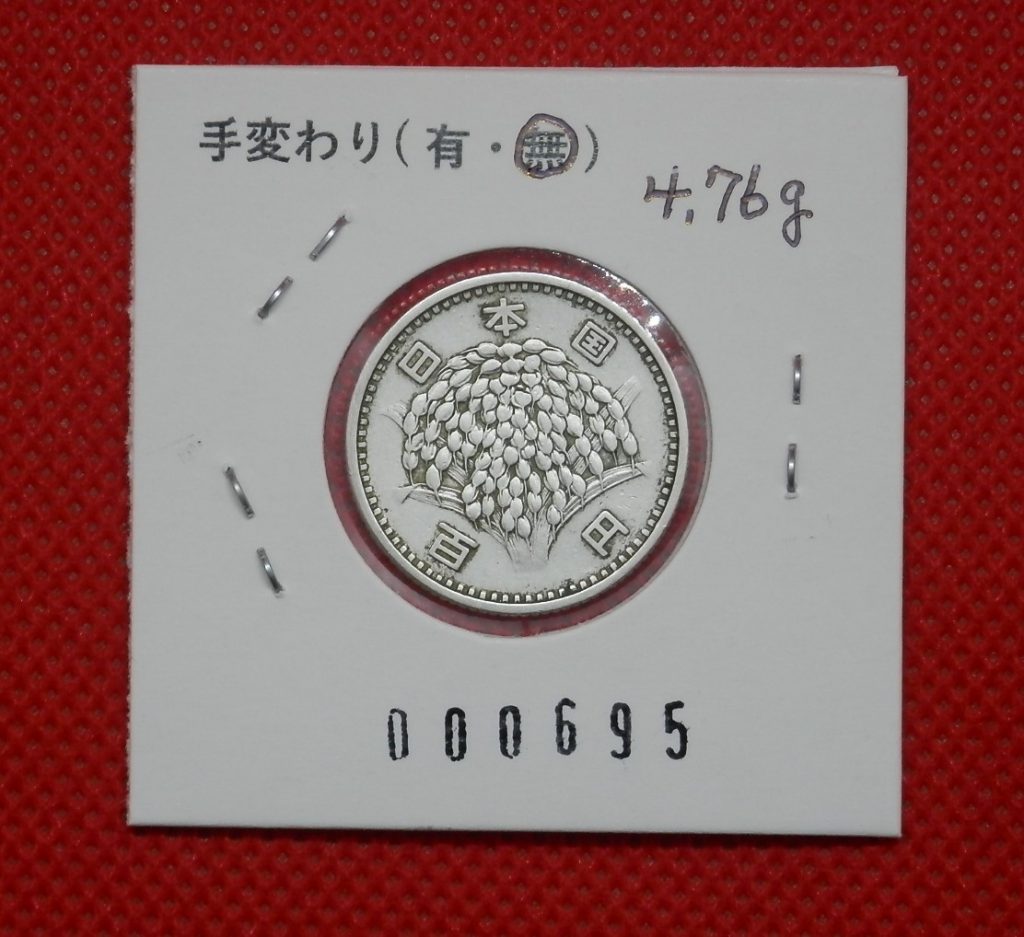 手変わり(有・無)
4.76g
日本国
百円
000695